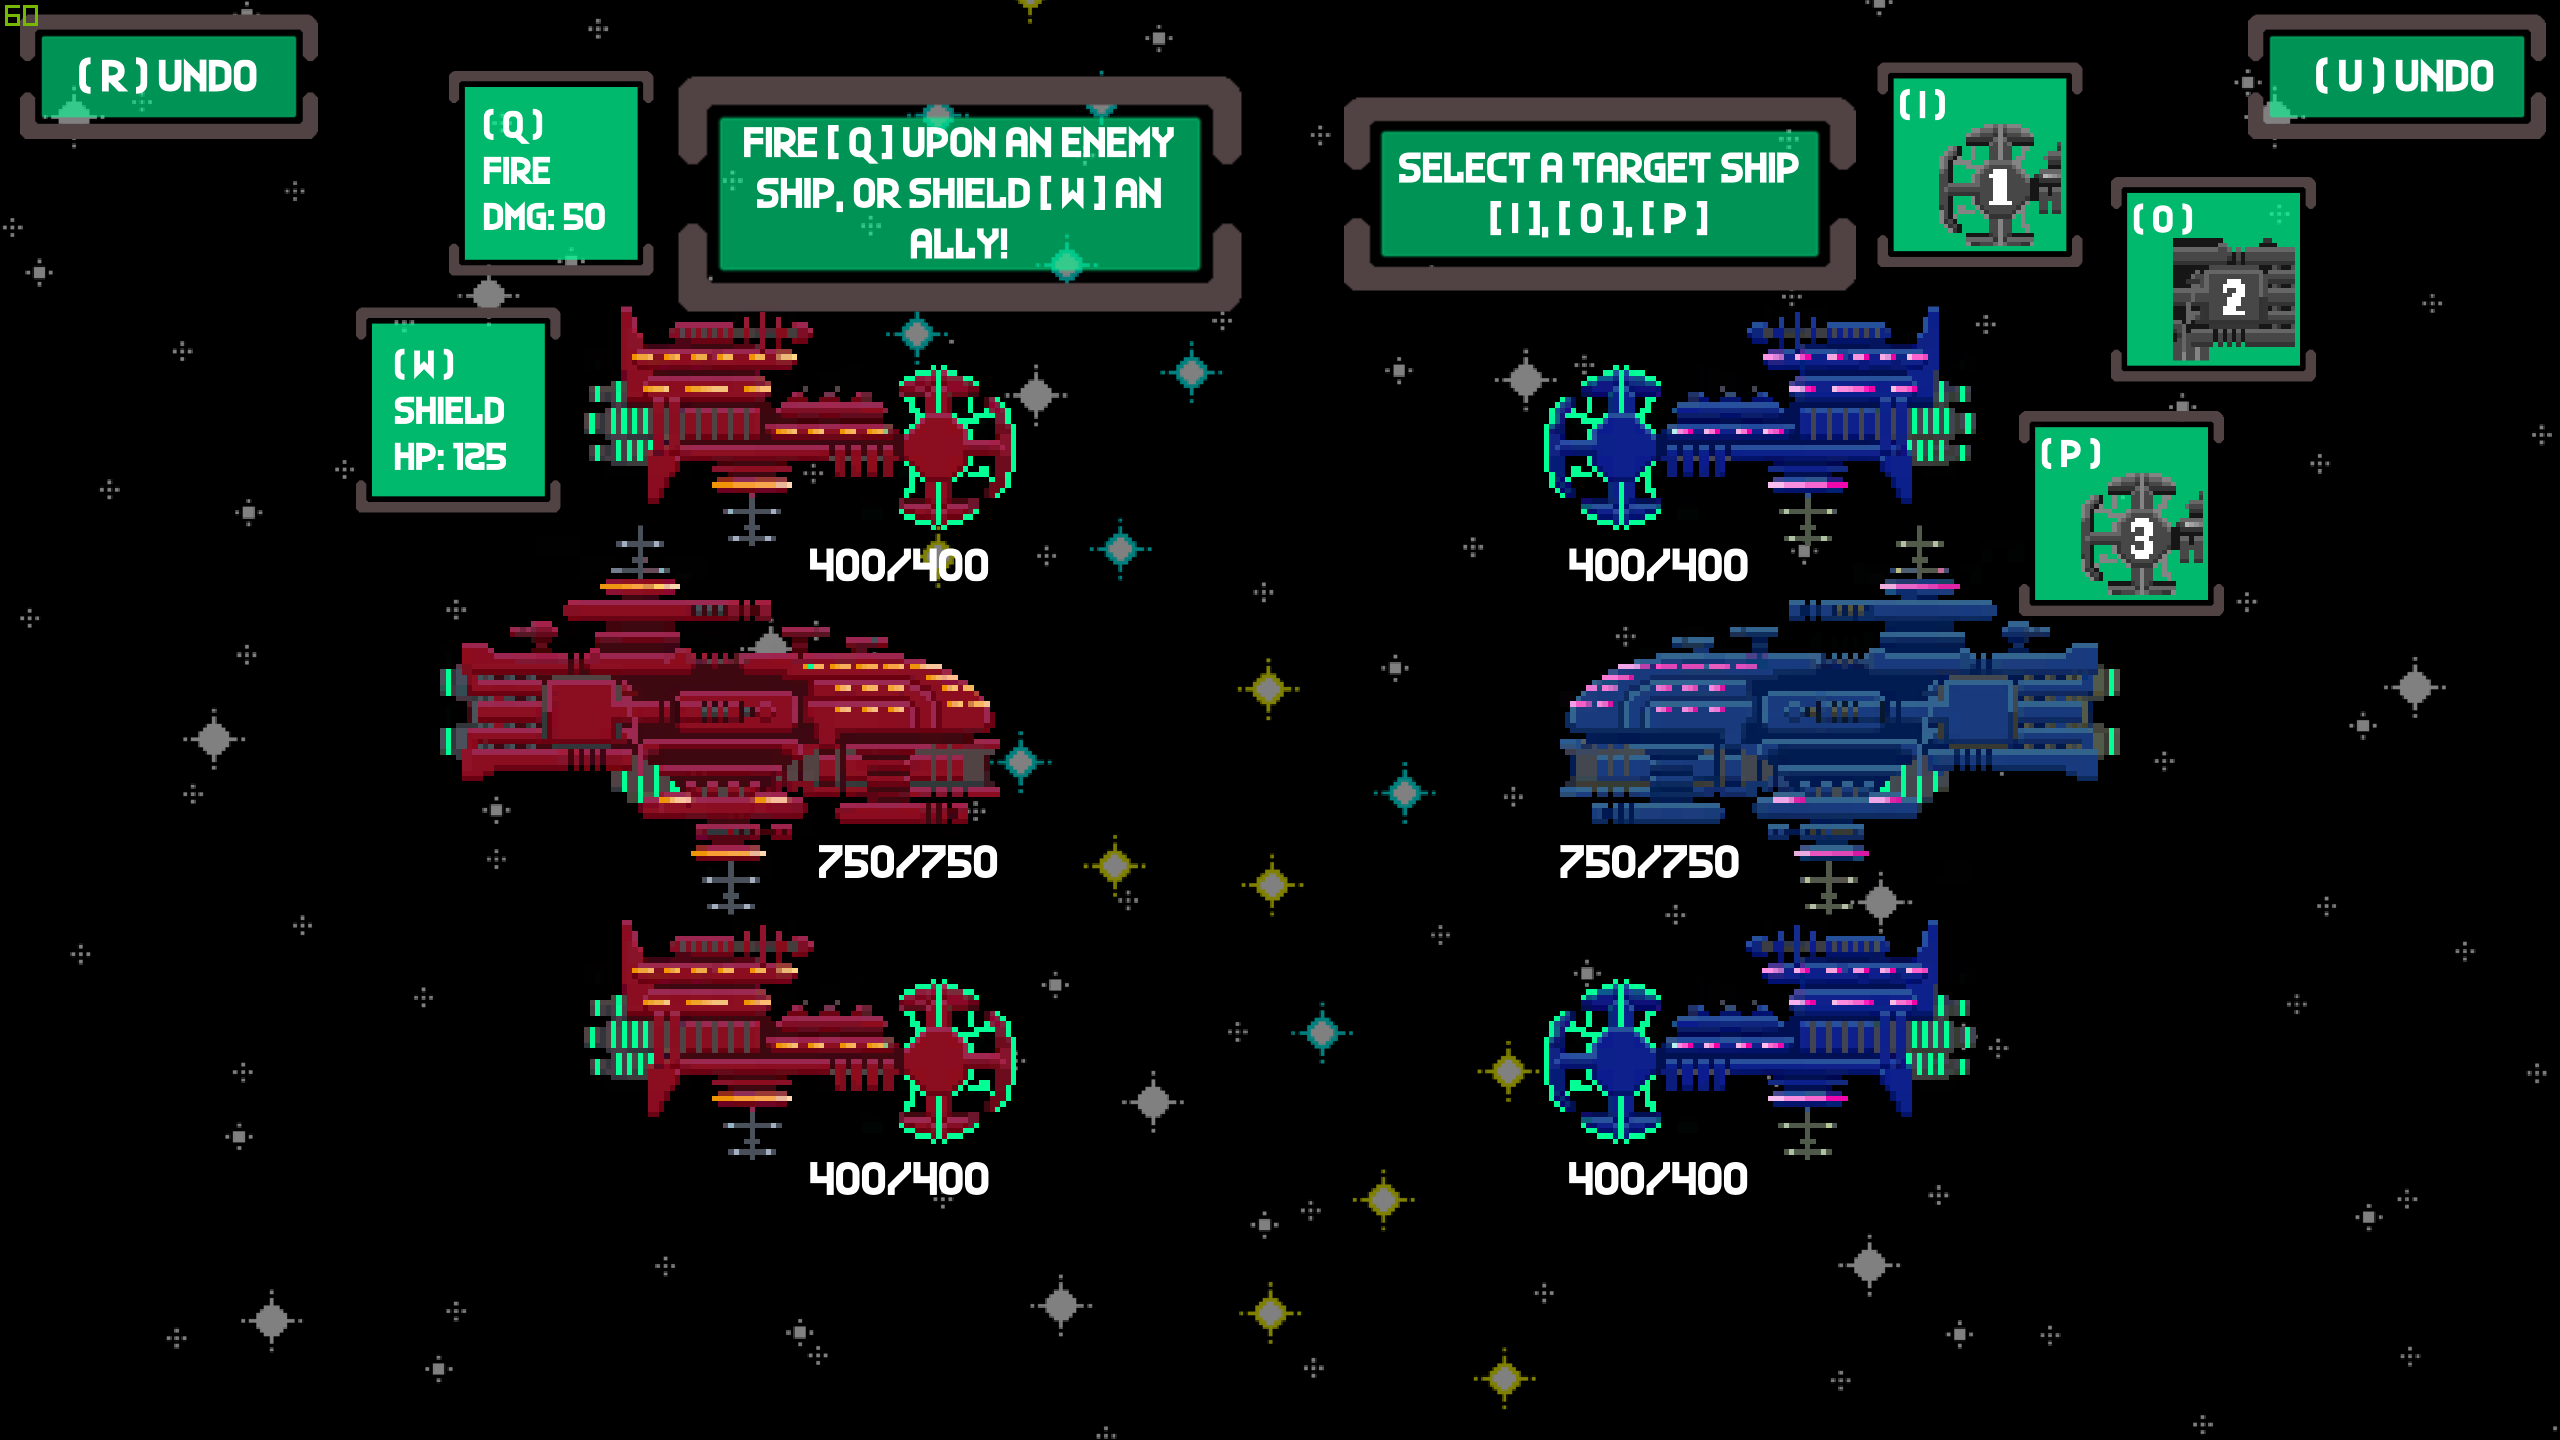 60
(R) UNDO
(Q)
FIRE
DMG: 50
(W)
SHIELD
HP: 125
FIRE [Q] UPON AN ENEMY
SHIP, OR SHIELD [W] AN
ALLY!
SELECT A TARGET SHIP
[I], [O], [P]
(I)
1
(O)
2
(P)
3
(U) UNDO
400/400
400/400
750/750
750/750
400/400
400/400